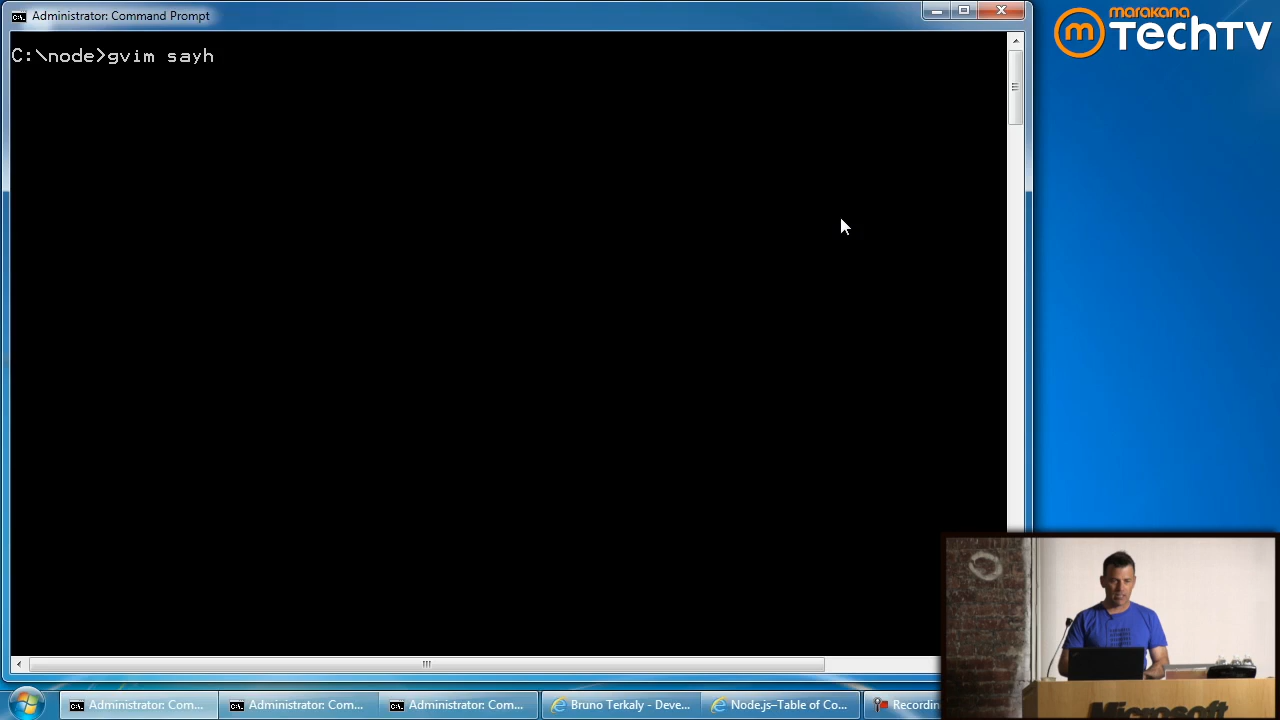 Administrator: Command Prompt
marakana
TechTV
C:\node>gvim sayh
Microsoft
Administrator: Com...
Administrator: Com...
Administrator: Com...
Bruno Terkaly - Deve...
Node.js–Table of Co...
Recordin